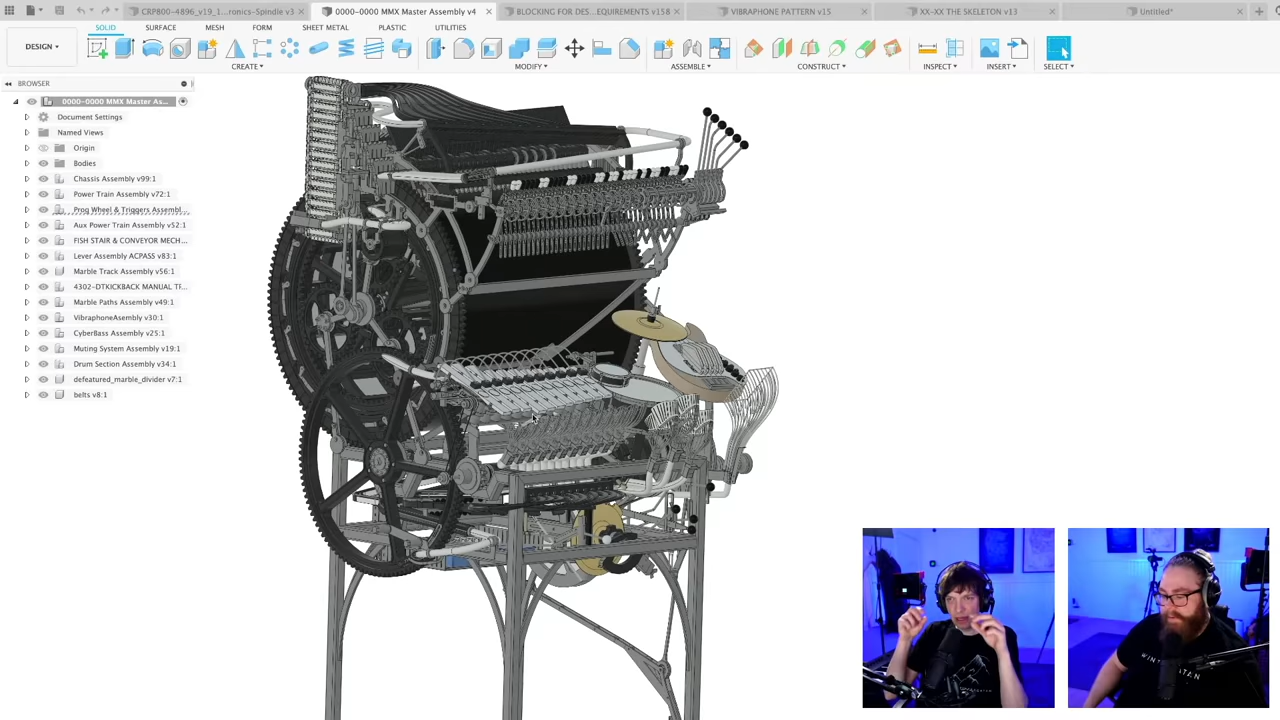 CRP800-4896_v19_1...ronics-Spindle v3
0000-0000 MMX Master Assembly v4
BLOCKING FOR DES...EQUIREMENTS v158
VIBRAPHONE PATTERN v15
XX-XX THE SKELETON v13
Untitled*
SOLID
SURFACE
MESH
FORM
SHEET METAL
PLASTIC
UTILITIES
DESIGN
CREATE
MODIFY
ASSEMBLE
CONSTRUCT
INSPECT
INSERT
SELECT
BROWSER
0000-0000 MMX Master As...
Document Settings
Named Views
Origin
Bodies
Chassis Assembly v99:1
Power Train Assembly v72:1
Prog Wheel & Triggers Assembl...
Aux Power Train Assembly v52:1
FISH STAIR & CONVEYOR MECH...
Lever Assembly ACPASS v83:1
Marble Track Assembly v56:1
4302-DTKICKBACK MANUAL TR...
Marble Paths Assembly v49:1
VibraphoneAsembly v30:1
CyberBass Assembly v25:1
Muting System Assembly v19:1
Drum Section Assembly v34:1
defeatured_marble_divider v7:1
belts v8:1